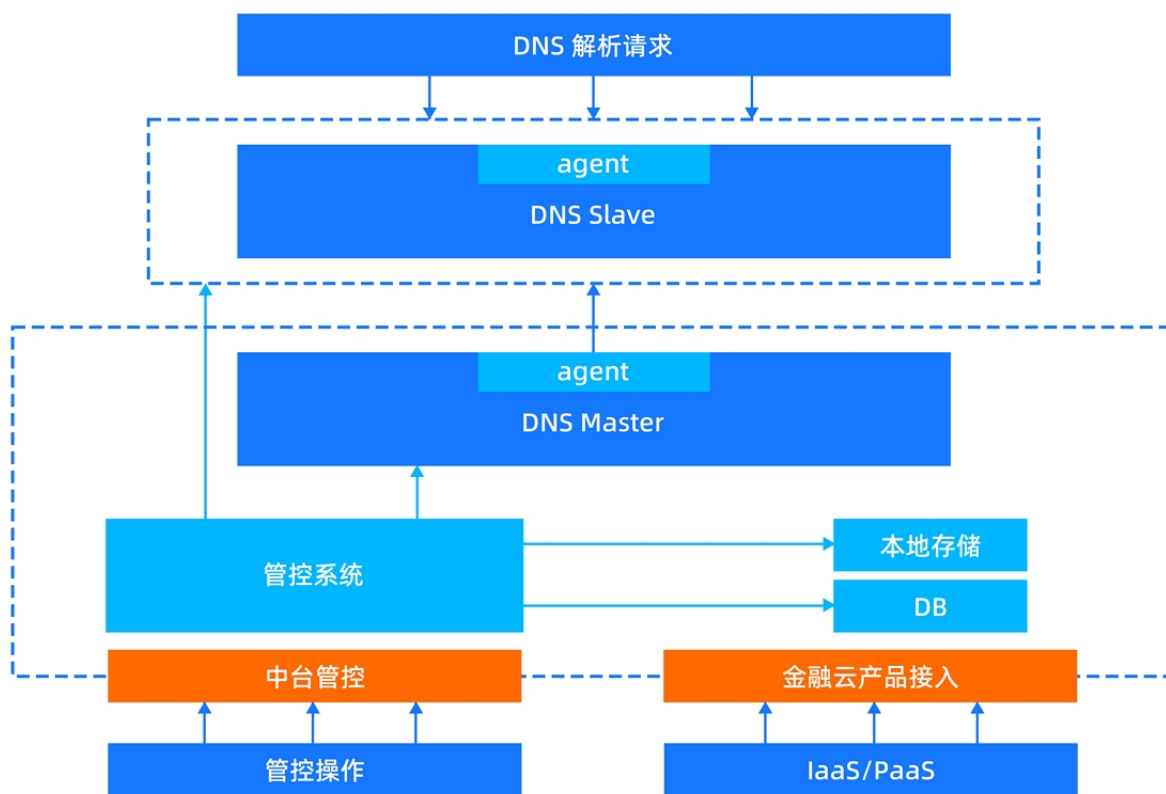 DNS 解析请求
agent
DNS Slave
agent
DNS Master
管控系统
本地存储
DB
中台管控
金融云产品接入
管控操作
IaaS/PaaS